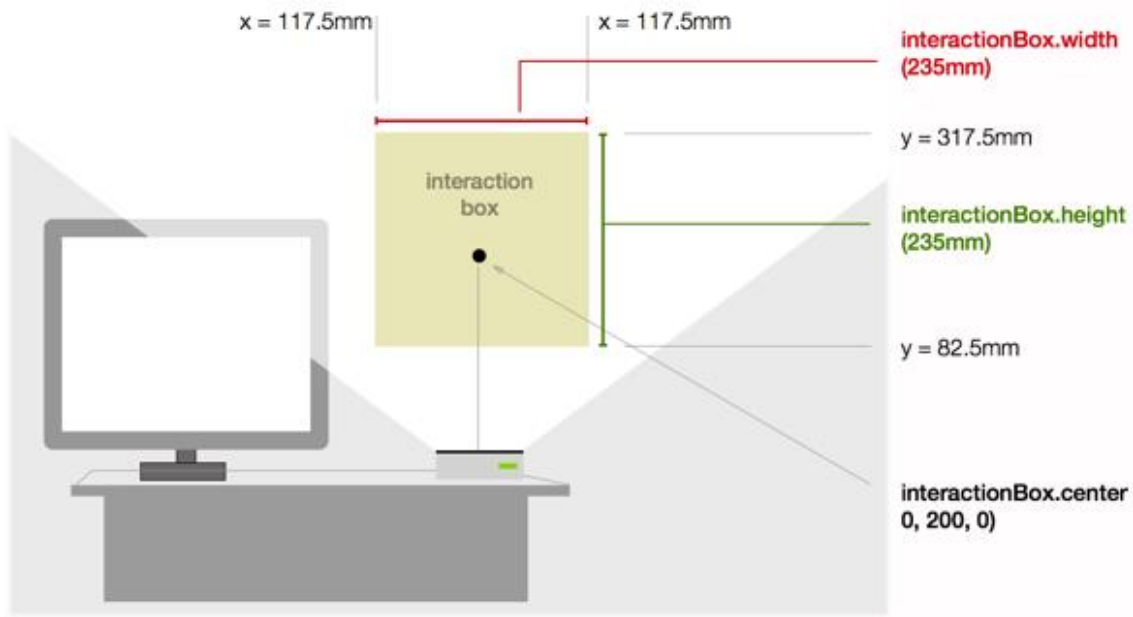 x = 117.5mm
x = 117.5mm
interactionBox.width
(235mm)
y = 317.5mm
interaction
box
interactionBox.height
(235mm)
y = 82.5mm
interactionBox.center
0, 200, 0)